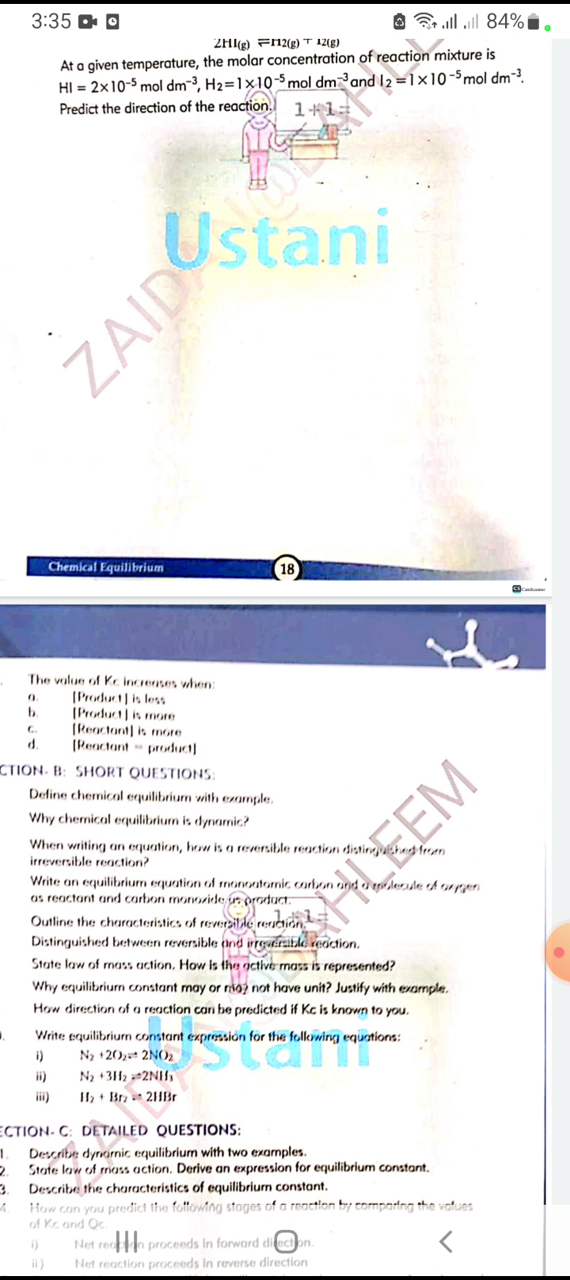 3:35
84%
2HI(g) ⇌H2(g) + I2(g)
At a given temperature, the molar concentration of reaction mixture is
HI = 2×10⁻⁵ mol dm⁻³, H₂=1×10⁻⁵ mol dm⁻³ and I₂ =1×10⁻⁵ mol dm⁻³.
Predict the direction of the reaction.
1+1=
Ustani
Chemical Equilibrium
18
CS CamScanner
The value of Kc increases when:
a. [Product] is less
b. [Product] is more
c. [Reactant] is more
d. [Reactant = product]
CTION- B: SHORT QUESTIONS:
Define chemical equilibrium with example.
Why chemical equilibrium is dynamic?
When writing an equation, how is a reversible reaction distinguished from
irreversible reaction?
Write an equilibrium equation of monoatomic carbon and a molecule of oxygen
as reactant and carbon monoxide as product.
Outline the characteristics of reversible reaction.
1+1=
Distinguished between reversible and irreversible reaction.
State law of mass action. How is the active mass is represented?
Why equilibrium constant may or may not have unit? Justify with example.
How direction of a reaction can be predicted if Kc is known to you.
Write equilibrium constant expression for the following equations:
i) N₂ +2O₂⇌ 2NO₂
ii) N₂ +3H₂ ⇌2NH₃
iii) H₂ + Br₂ ⇌ 2HBr
Ustani
ECTION- C: DETAILED QUESTIONS:
1. Describe dynamic equilibrium with two examples.
2. State law of mass action. Derive an expression for equilibrium constant.
3. Describe the characteristics of equilibrium constant.
4. How can you predict the following stages of a reaction by comparing the values
of Kc and Qc.
i) Net reaction proceeds in forward direction.
ii) Net reaction proceeds in reverse direction